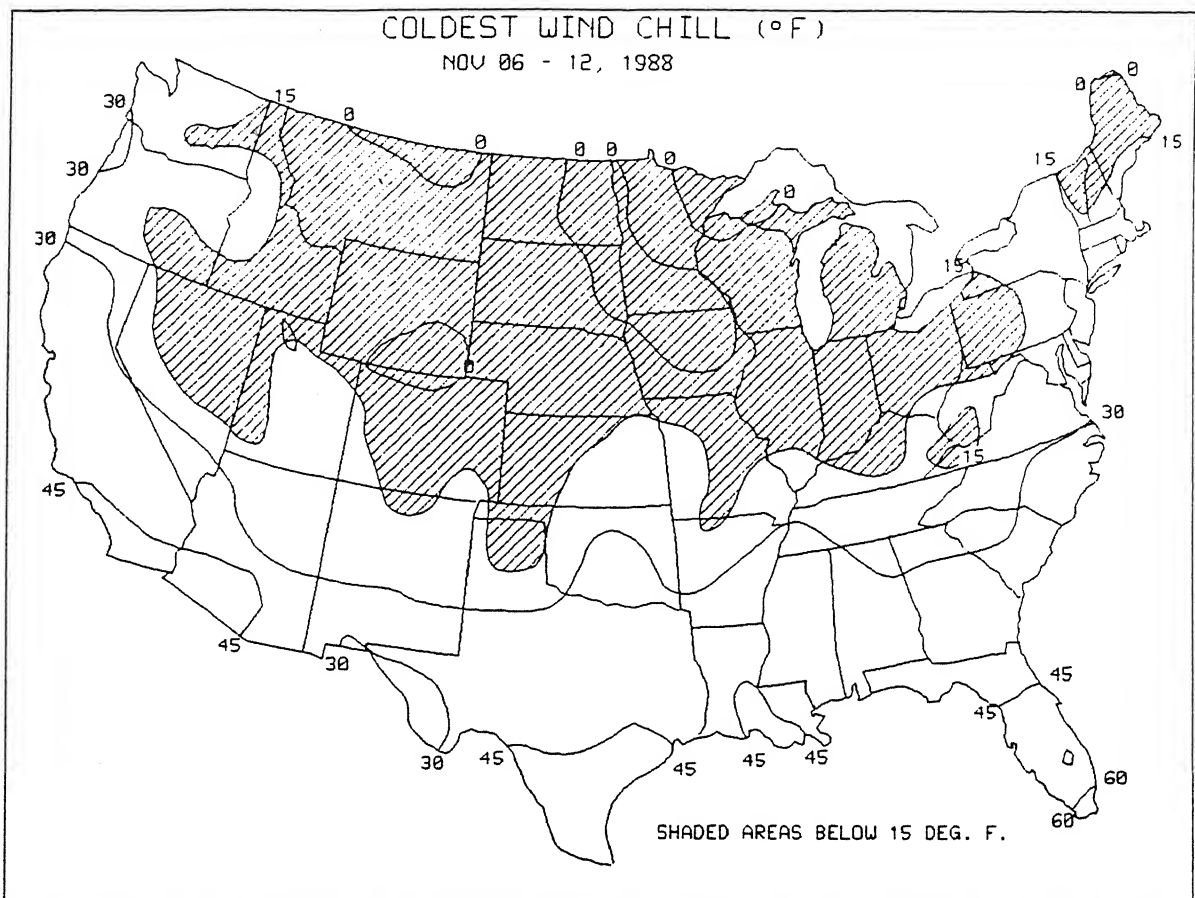 COLDEST WIND CHILL (°F)
NOV 06 - 12, 1988
0 0
30 15 0 15
0 0 0 0
30 15
0
30
15
0
30
15
45
45 30
45
30 45 45 45 45 45
60
60
SHADED AREAS BELOW 15 DEG. F.